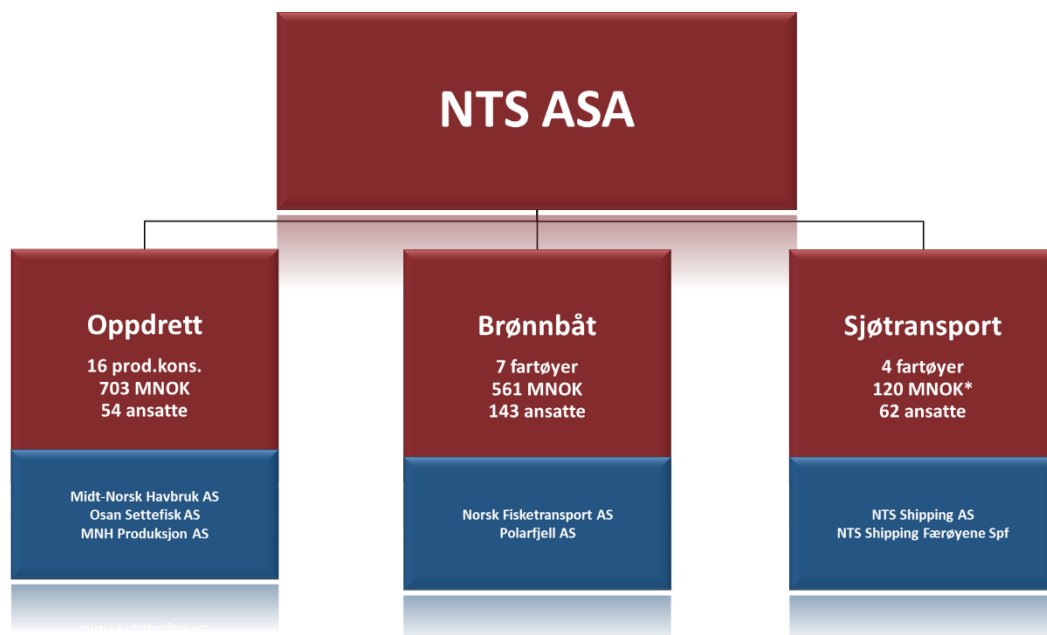 NTS ASA
Oppdrett
16 prod.kons.
703 MNOK
54 ansatte
Midt-Norsk Havbruk AS
Osan Settefisk AS
MNH Produksjon AS
Brønnbåt
7 fartøyer
561 MNOK
143 ansatte
Norsk Fisketransport AS
Polarfjell AS
Sjøtransport
4 fartøyer
120 MNOK*
62 ansatte
NTS Shipping AS
NTS Shipping Færøyene Spf